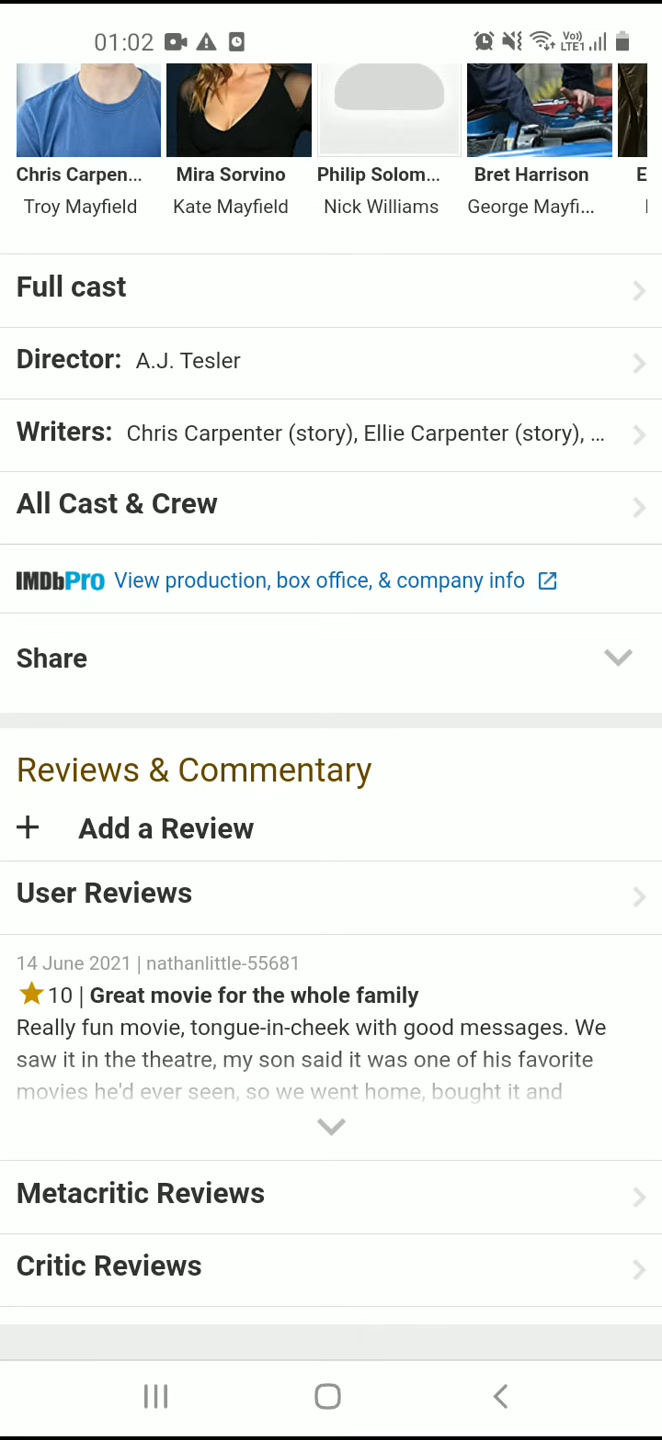 01:02
Vo)) LTE1
Chris Carpen... Mira Sorvino Philip Solom... Bret Harrison E
Troy Mayfield Kate Mayfield Nick Williams George Mayfi...
Full cast
Director: A.J. Tesler
Writers: Chris Carpenter (story), Ellie Carpenter (story), ...
All Cast & Crew
IMDbPro View production, box office, & company info
Share
Reviews & Commentary
+ Add a Review
User Reviews
14 June 2021 | nathanlittle-55681
10 | Great movie for the whole family
Really fun movie, tongue-in-cheek with good messages. We
saw it in the theatre, my son said it was one of his favorite
movies he'd ever seen, so we went home, bought it and
Metacritic Reviews
Critic Reviews